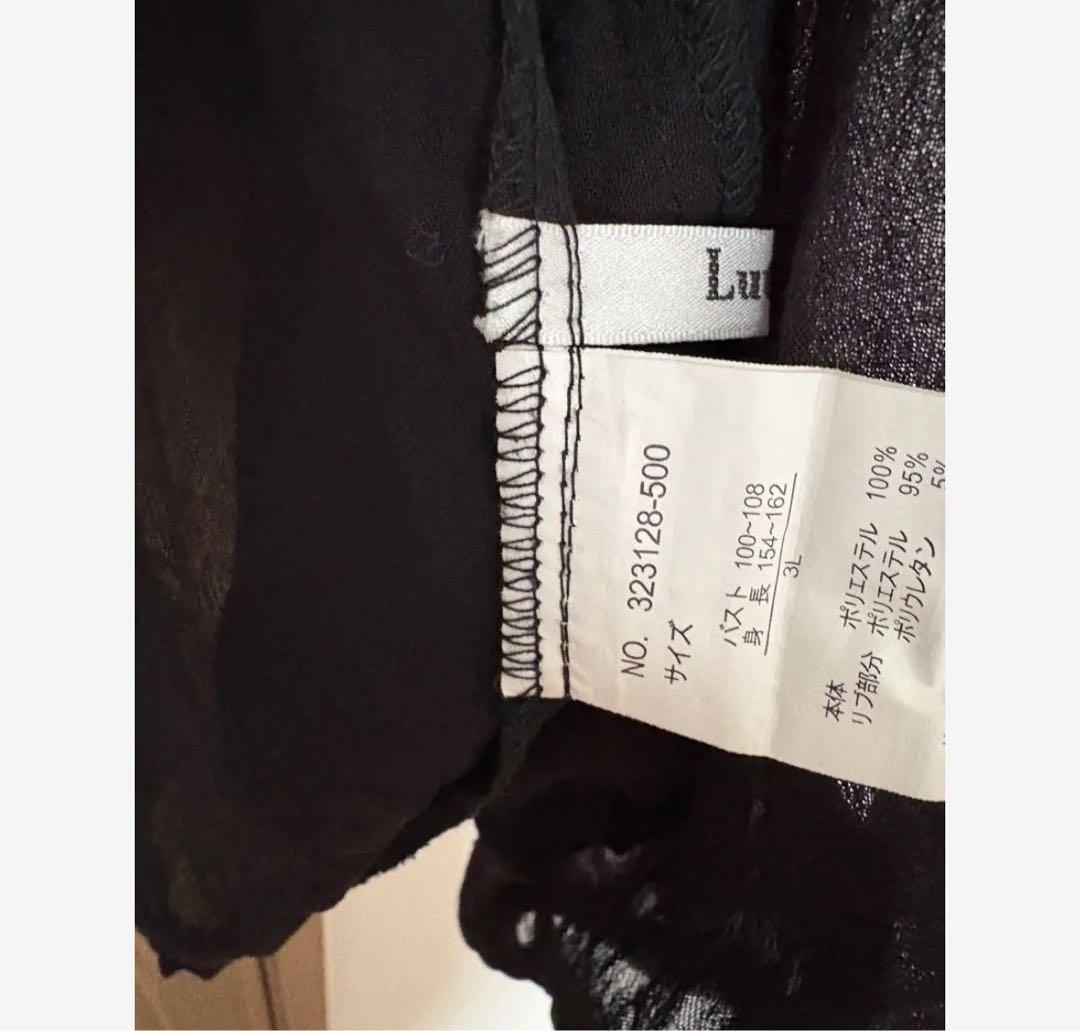 NO. 323128-500
サイズ
バスト 100~108
身 長 154~162
3L
本体 ポリエステル 100%
リブ部分 ポリエステル 95%
ポリウレタン 5%